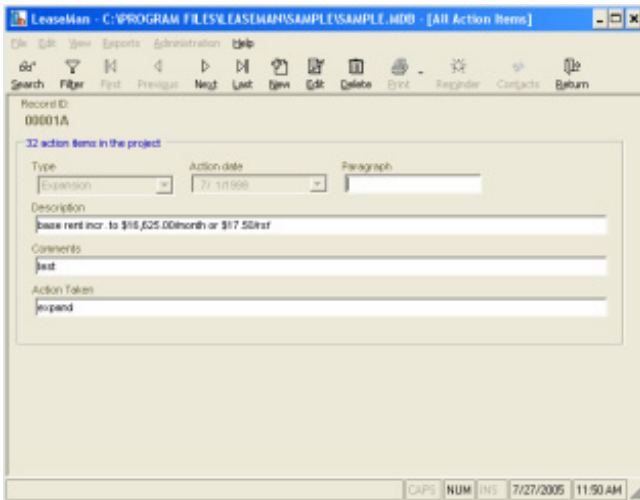 LeaseMan - C:\PROGRAM FILES\LEASEMAN\SAMPLE\SAMPLE.MDB - [All Action Items]
File Edit View Reports Administration Help
Search Filter First Previous Next Last New Edit Delete Print Reminder Contacts Return
Record ID:
00001A
32 action items in the project
Type Action date Paragraph
Expansion 7/ 1/1998
Description
base rent incr. to $16,625.00/month or $17.50/rsf
Comments
test
Action Taken
expand
CAPS NUM INS 7/27/2005 11:50 AM